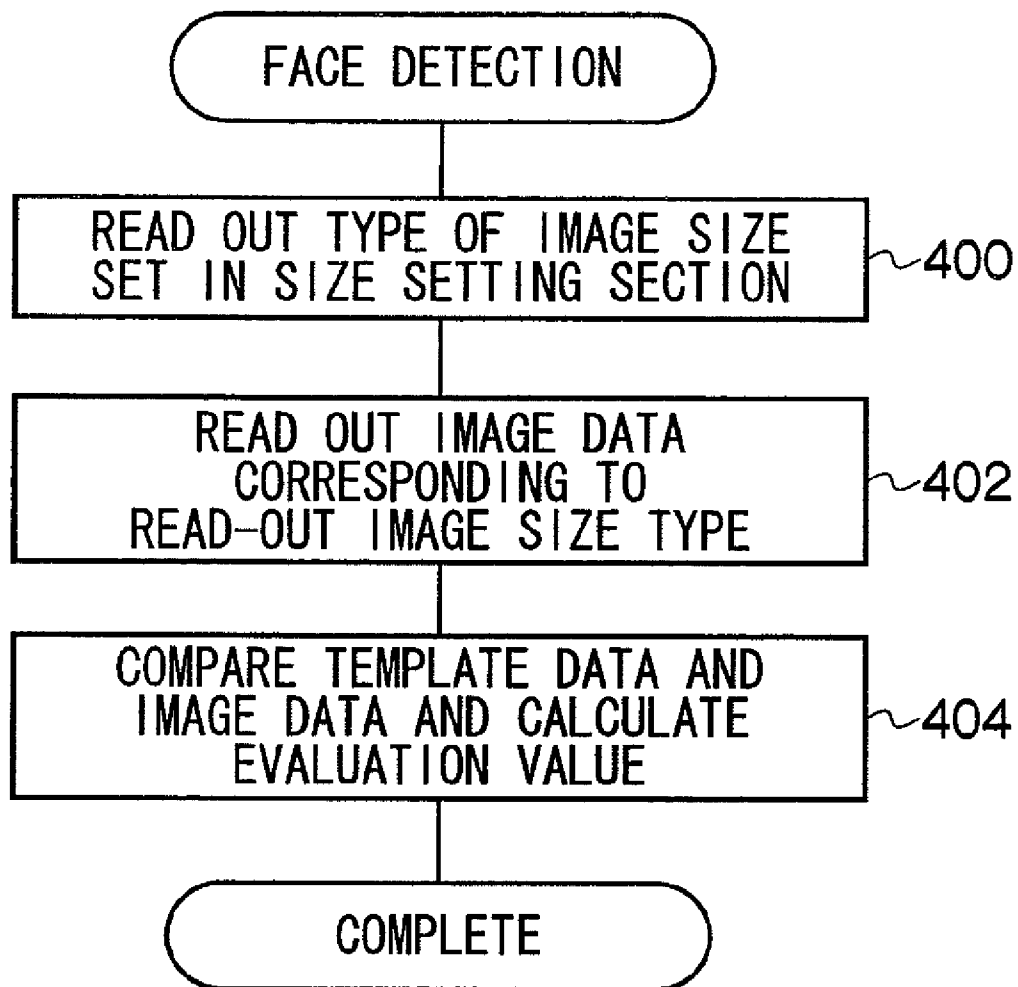 FACE DETECTION
READ OUT TYPE OF IMAGE SIZE
SET IN SIZE SETTING SECTION
400
READ OUT IMAGE DATA
CORRESPONDING TO
READ-OUT IMAGE SIZE TYPE
402
COMPARE TEMPLATE DATA AND
IMAGE DATA AND CALCULATE
EVALUATION VALUE
404
COMPLETE